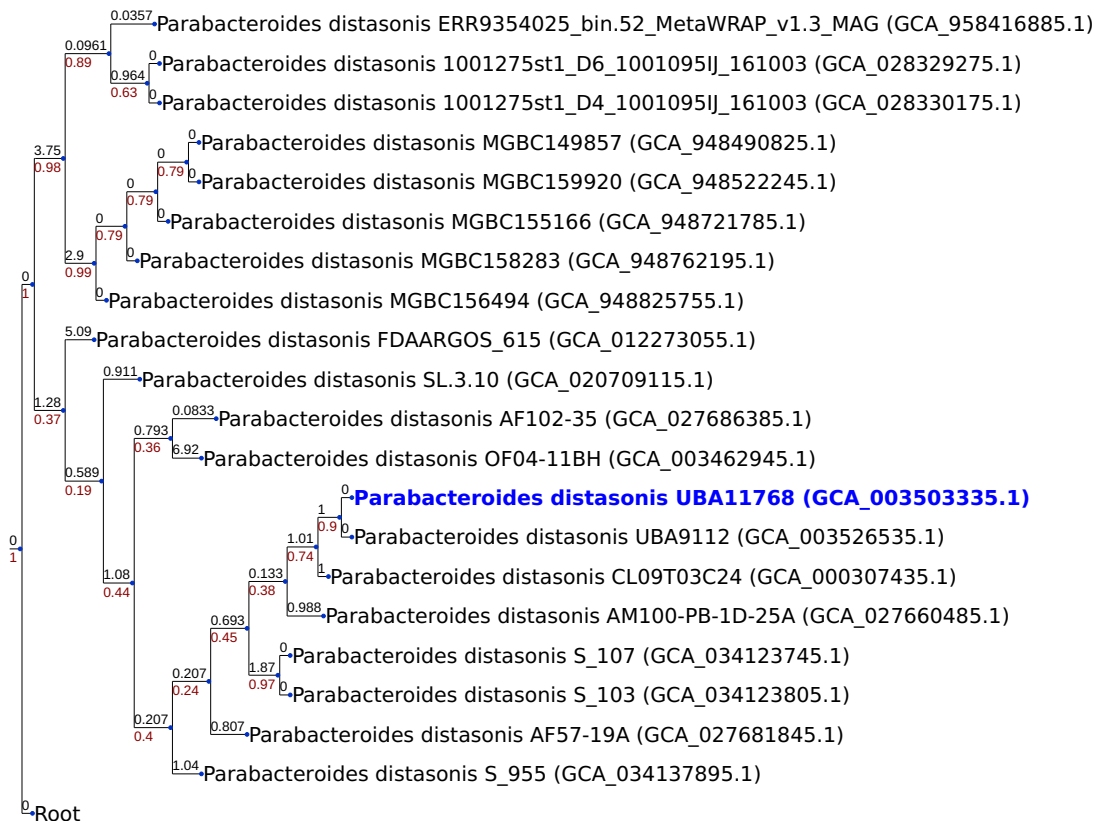 0.0357
Parabacteroides distasonis ERR9354025_bin.52_MetaWRAP_v1.3_MAG (GCA_958416885.1)
0.0961
0.89
0
Parabacteroides distasonis 1001275st1_D6_1001095IJ_161003 (GCA_028329275.1)
0.964
0.63
0
Parabacteroides distasonis 1001275st1_D4_1001095IJ_161003 (GCA_028330175.1)
0
Parabacteroides distasonis MGBC149857 (GCA_948490825.1)
3.75
0.98
0
0.79
0
Parabacteroides distasonis MGBC159920 (GCA_948522245.1)
0
0.79
0
Parabacteroides distasonis MGBC155166 (GCA_948721785.1)
0
0.79
0
Parabacteroides distasonis MGBC158283 (GCA_948762195.1)
2.9
0.99
0
1
0
Parabacteroides distasonis MGBC156494 (GCA_948825755.1)
5.09
Parabacteroides distasonis FDAARGOS_615 (GCA_012273055.1)
0.911
Parabacteroides distasonis SL.3.10 (GCA_020709115.1)
1.28
0.37
0.0833
Parabacteroides distasonis AF102-35 (GCA_027686385.1)
0.793
0.36
6.92
Parabacteroides distasonis OF04-11BH (GCA_003462945.1)
0.589
0.19
0
Parabacteroides distasonis UBA11768 (GCA_003503335.1)
1
0.9
0
Parabacteroides distasonis UBA9112 (GCA_003526535.1)
0
1
1.01
0.74
1
Parabacteroides distasonis CL09T03C24 (GCA_000307435.1)
1.08
0.44
0.133
0.38
0.988
Parabacteroides distasonis AM100-PB-1D-25A (GCA_027660485.1)
0.693
0.45
0
Parabacteroides distasonis S_107 (GCA_034123745.1)
1.87
0.97
0
Parabacteroides distasonis S_103 (GCA_034123805.1)
0.207
0.24
0.807
Parabacteroides distasonis AF57-19A (GCA_027681845.1)
0.207
0.4
1.04
Parabacteroides distasonis S_955 (GCA_034137895.1)
0
Root